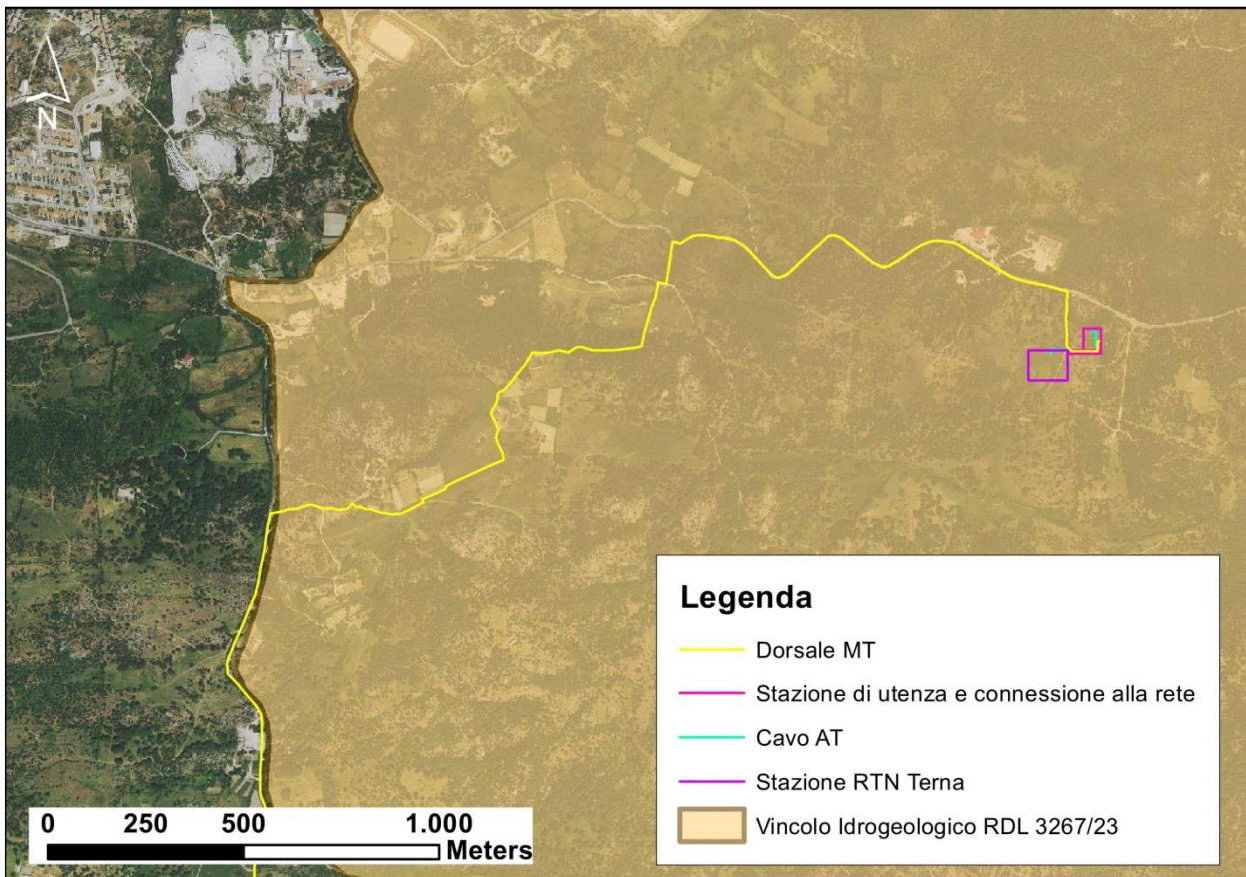 N
Legenda
Dorsale MT
Stazione di utenza e connessione alla rete
Cavo AT
Stazione RTN Terna
Vincolo Idrogeologico RDL 3267/23
0 250 500 1.000
Meters